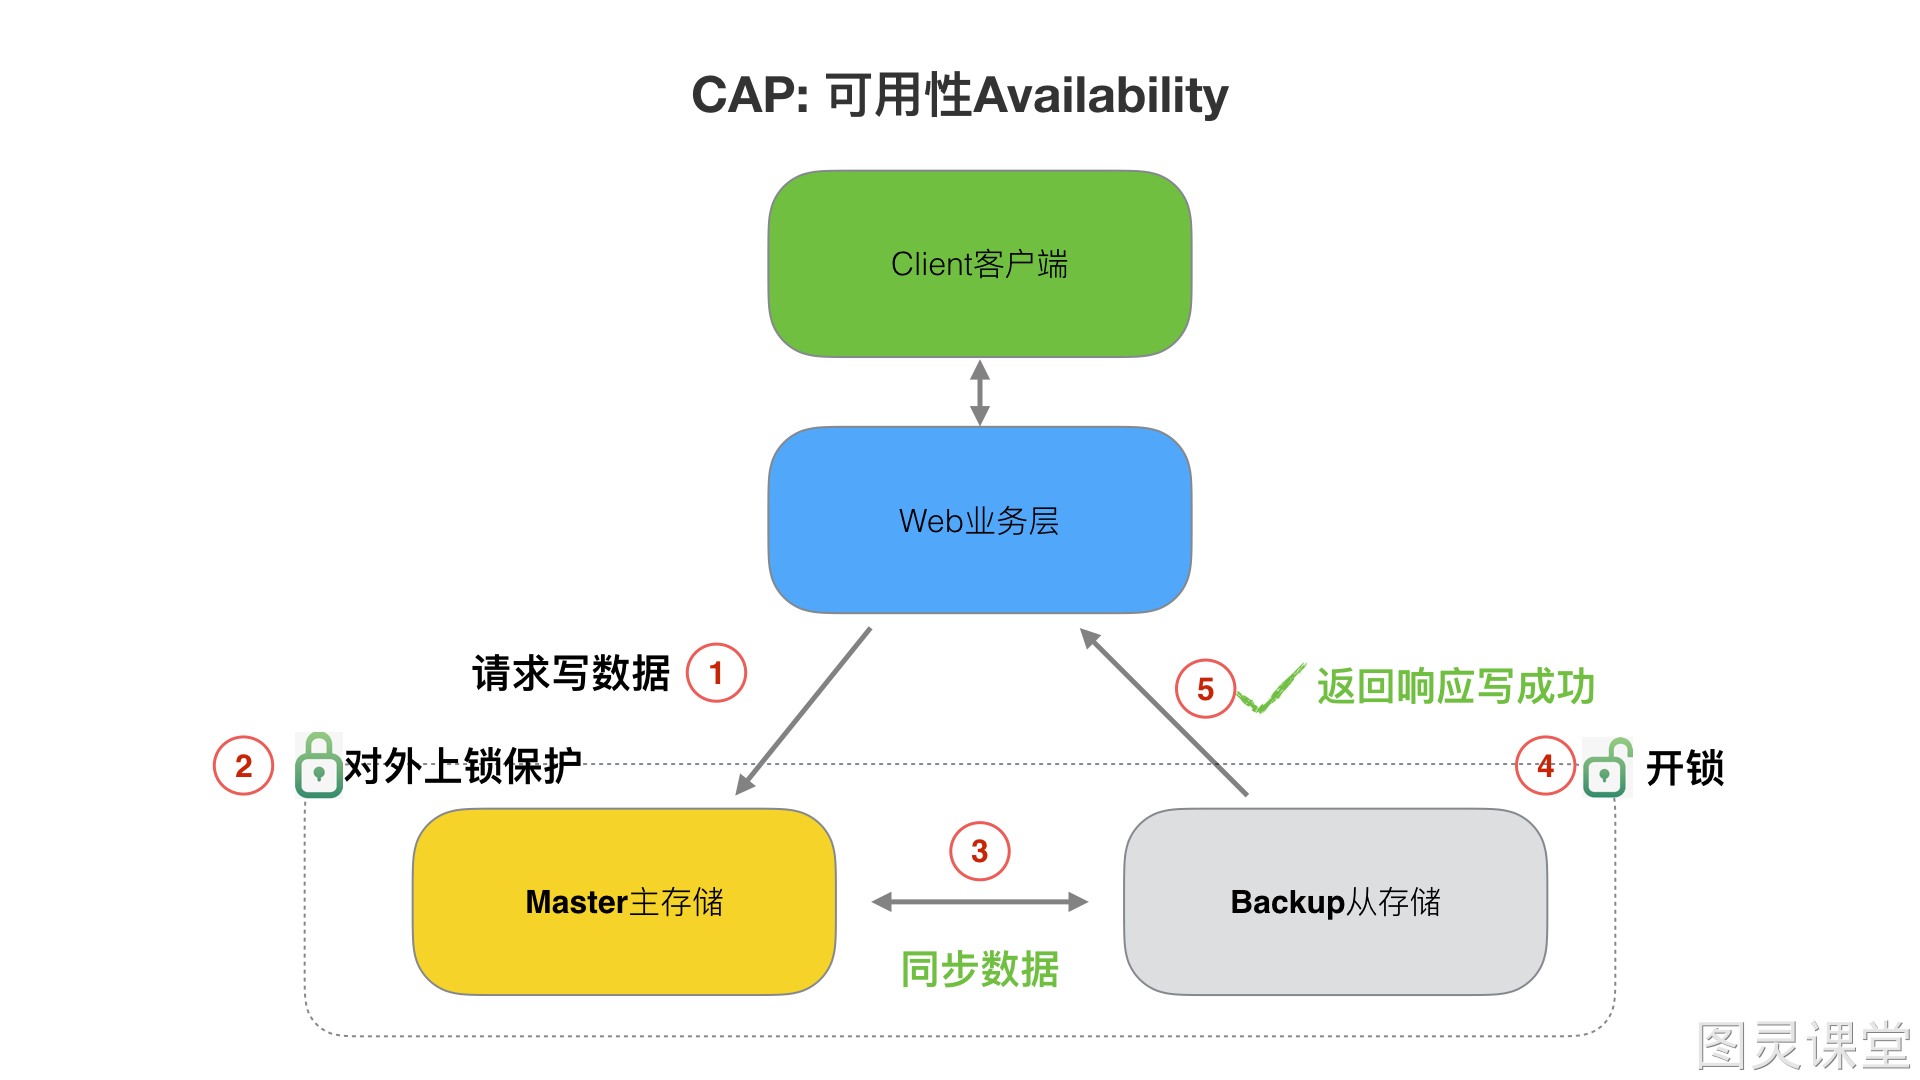 CAP: 可用性Availability
Client客户端
Web业务层
请求写数据 1
5 返回响应写成功
2 对外上锁保护
4 开锁
3
Master主存储
Backup从存储
同步数据
图灵课堂